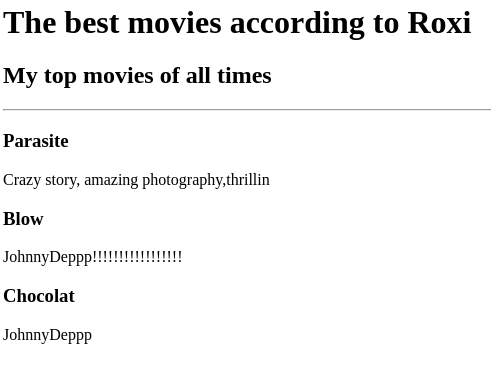 The best movies according to Roxi
My top movies of all times
Parasite
Crazy story, amazing photography,thrillin
Blow
JohnnyDeppp!!!!!!!!!!!!!!!!!
Chocolat
JohnnyDeppp